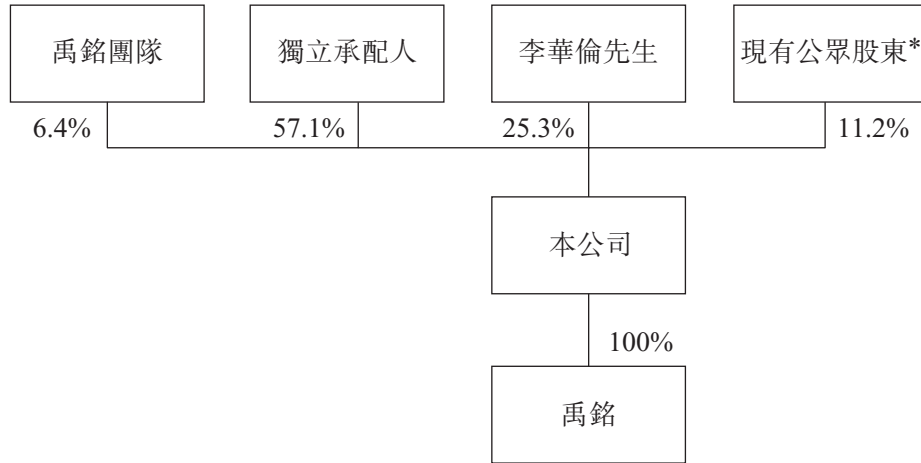 禹銘團隊
獨立承配人
李華倫先生
現有公眾股東*
6.4%
57.1%
25.3%
11.2%
本公司
100%
禹銘